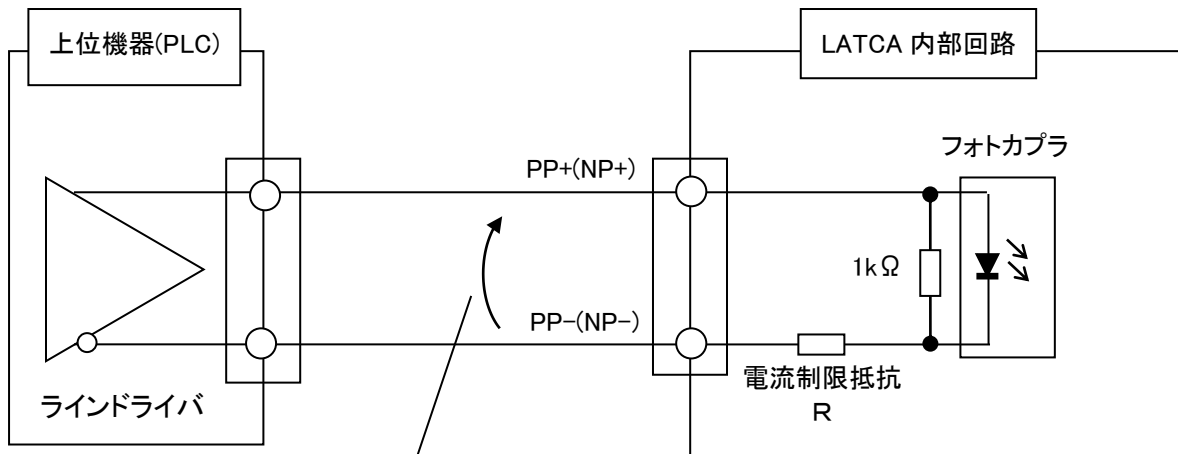 上位機器(PLC)
LATCA 内部回路
フォトカプラ
PP+(NP+)
1kΩ
PP-(NP-)
ラインドライバ
電流制限抵抗
R